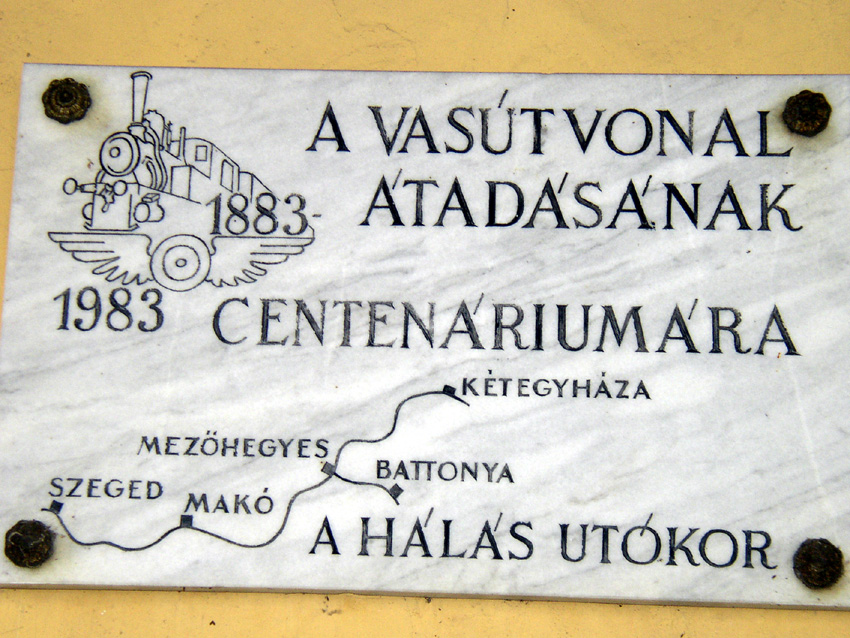 A VASÚTVONAL
ÁTADÁSÁNAK
1883-
1983
CENTENÁRIUMÁRA
KÉTEGYHÁZA
MEZŐHEGYES
BATTONYA
SZEGED
MAKÓ
A HÁLÁS UTÓKOR